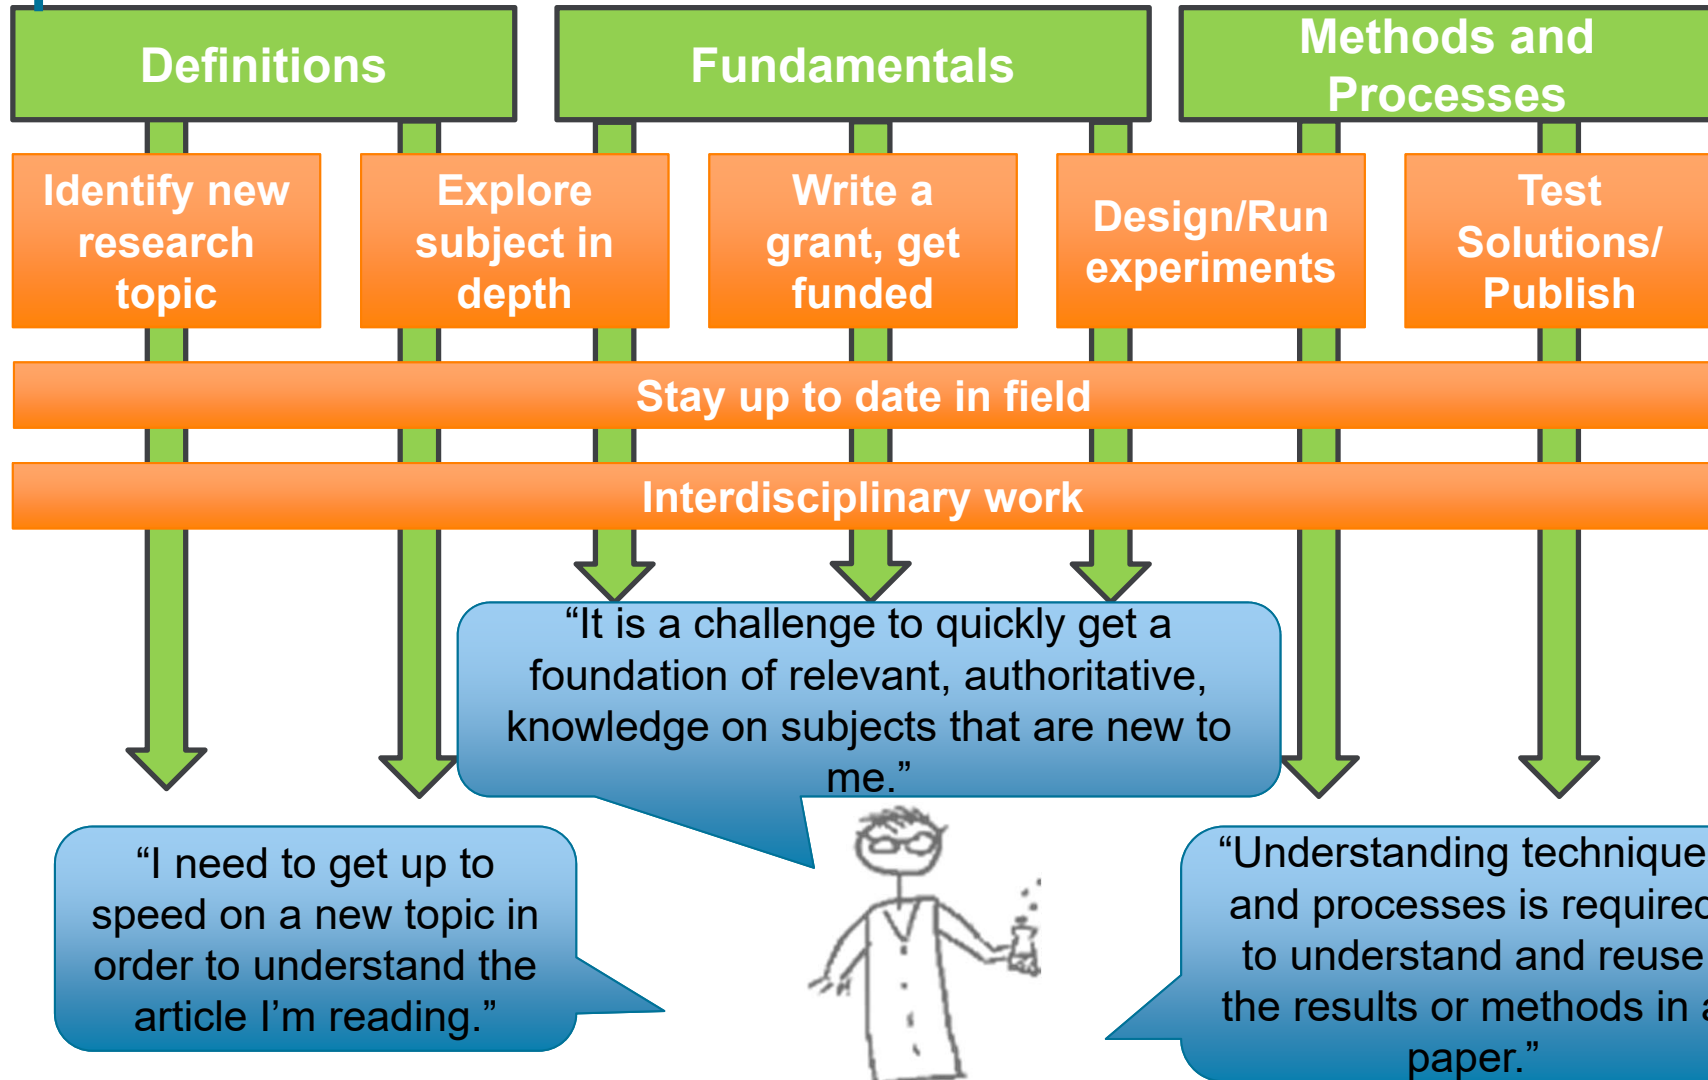 Definitions
Fundamentals
Methods and
Processes
Identify new
research
topic
Explore
subject in
depth
Write a
grant, get
funded
Design/Run
experiments
Test
Solutions/
Publish
Stay up to date in field
Interdisciplinary work
“It is a challenge to quickly get a
foundation of relevant, authoritative,
knowledge on subjects that are new to
me.”
“I need to get up to
speed on a new topic in
order to understand the
article I’m reading.”
“Understanding technique
and processes is required
to understand and reuse
the results or methods in a
paper.”